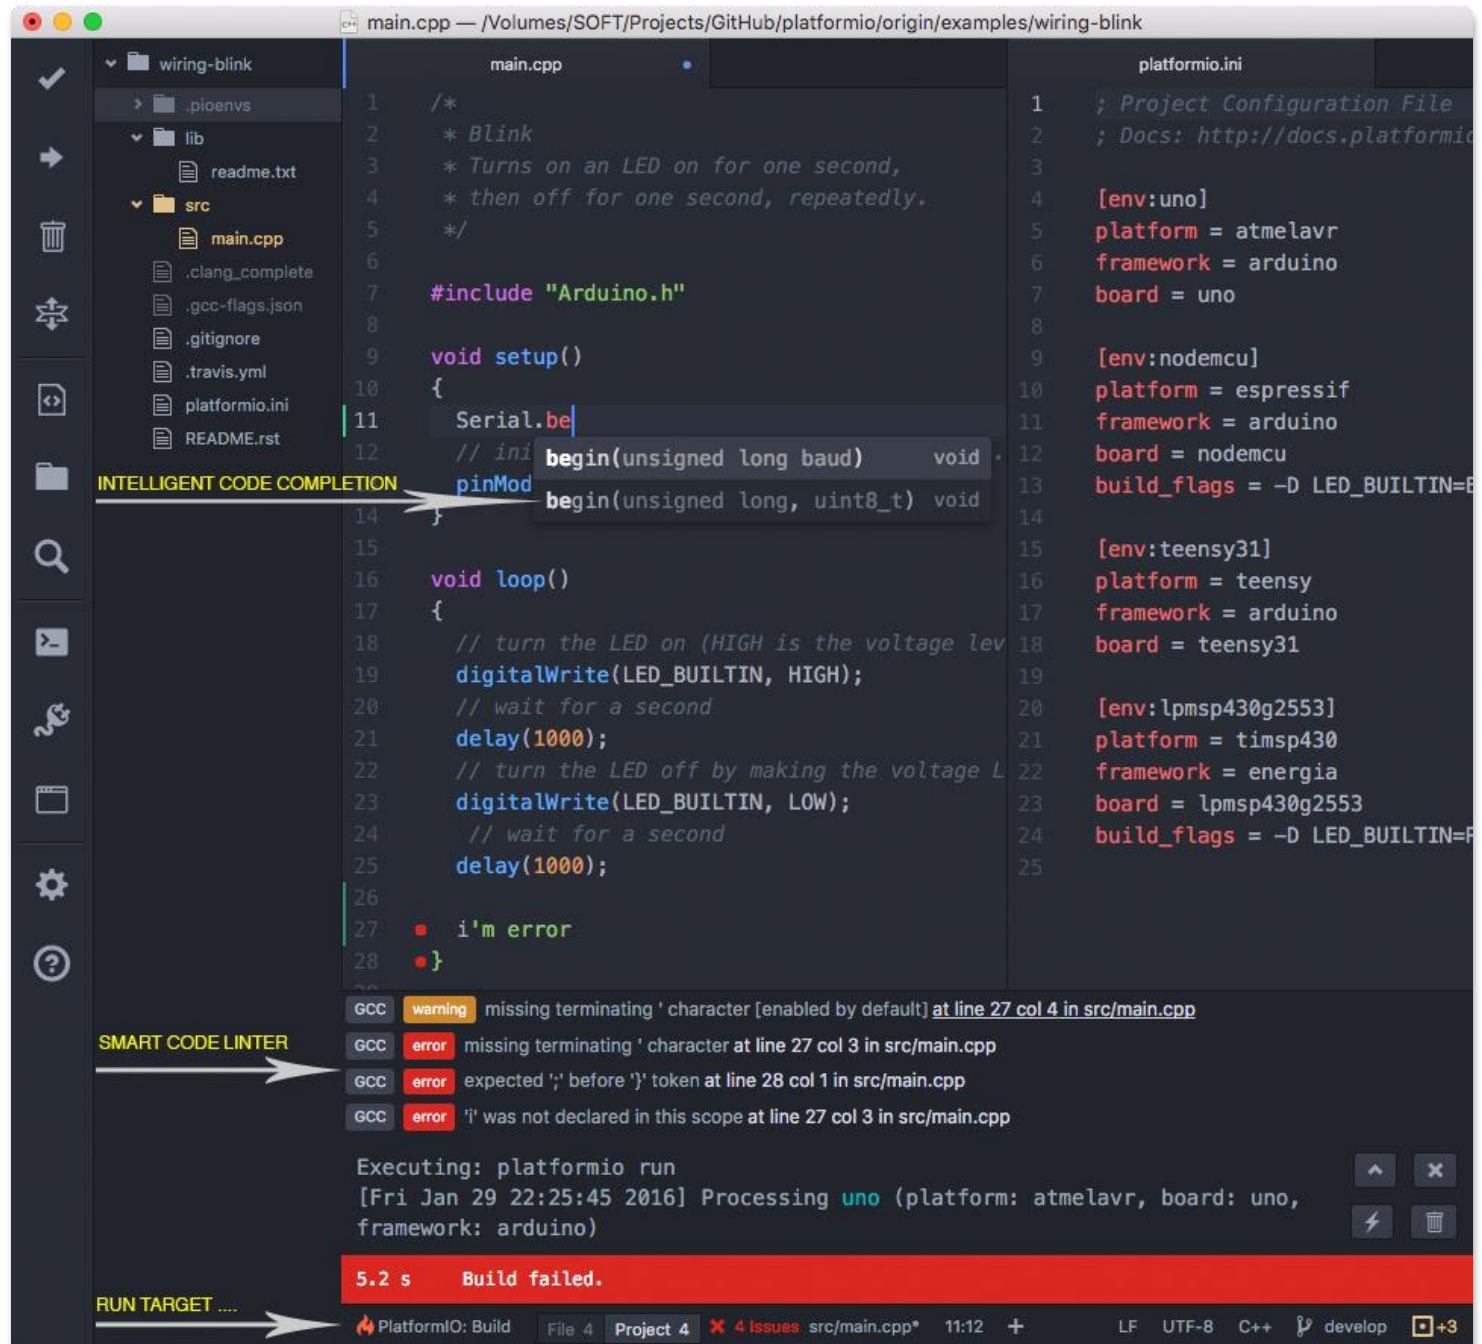 main.cpp — /Volumes/SOFT/Projects/GitHub/platformio/origin/examples/wiring-blink
wiring-blink
.pioenvs
lib
readme.txt
src
main.cpp
.clang_complete
.gcc-flags.json
.gitignore
.travis.yml
platformio.ini
README.rst
INTELLIGENT CODE COMPLETION
SMART CODE LINTER
RUN TARGET ....
main.cpp
1 /*
2 * Blink
3 * Turns on an LED on for one second,
4 * then off for one second, repeatedly.
5 */
6
7 #include "Arduino.h"
8
9 void setup()
10 {
11 Serial.be
12 // ini
pinMod
14 }
begin(unsigned long baud) void
begin(unsigned long, uint8_t) void
15
16 void loop()
17 {
18 // turn the LED on (HIGH is the voltage lev
19 digitalWrite(LED_BUILTIN, HIGH);
20 // wait for a second
21 delay(1000);
22 // turn the LED off by making the voltage L
23 digitalWrite(LED_BUILTIN, LOW);
24 // wait for a second
25 delay(1000);
26
27 i'm error
28 }
platformio.ini
1 ; Project Configuration File
2 ; Docs: http://docs.platformio
3
4 [env:uno]
5 platform = atmelavr
6 framework = arduino
7 board = uno
8
9 [env:nodemcu]
10 platform = espressif
11 framework = arduino
12 board = nodemcu
13 build_flags = -D LED_BUILTIN=
14
15 [env:teensy31]
16 platform = teensy
17 framework = arduino
18 board = teensy31
19
20 [env:lpmsp430g2553]
21 platform = timsp430
22 framework = energia
23 board = lpmsp430g2553
24 build_flags = -D LED_BUILTIN=
25
GCC warning missing terminating ' character [enabled by default] at line 27 col 4 in src/main.cpp
GCC error missing terminating ' character at line 27 col 3 in src/main.cpp
GCC error expected ';' before '}' token at line 28 col 1 in src/main.cpp
GCC error 'i' was not declared in this scope at line 27 col 3 in src/main.cpp
Executing: platformio run
[Fri Jan 29 22:25:45 2016] Processing uno (platform: atmelavr, board: uno,
framework: arduino)
5.2 s Build failed.
PlatformIO: Build File 4 Project 4 4 Issues src/main.cpp* 11:12 + LF UTF-8 C++ develop +3